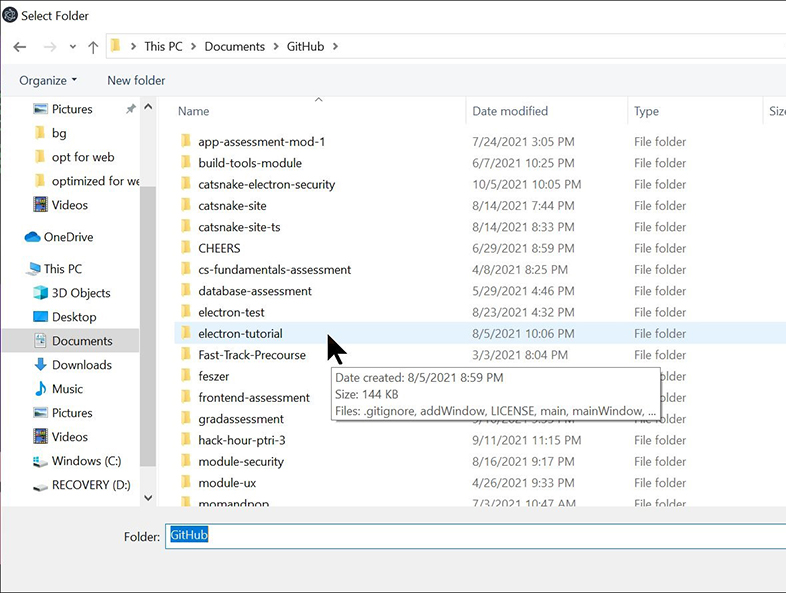 Select Folder
This PC > Documents > GitHub >
Organize New folder
Pictures
bg
opt for web
optimized for we
Videos
OneDrive
This PC
3D Objects
Desktop
Documents
Downloads
Music
Pictures
Videos
Windows (C:)
RECOVERY (D:)
Name Date modified Type Size
app-assessment-mod-1 7/24/2021 3:05 PM File folder
build-tools-module 6/7/2021 10:25 PM File folder
catsnake-electron-security 10/5/2021 10:05 PM File folder
catsnake-site 8/14/2021 7:44 PM File folder
catsnake-site-ts 8/14/2021 8:33 PM File folder
CHEERS 6/29/2021 8:59 PM File folder
cs-fundamentals-assessment 4/8/2021 8:25 PM File folder
database-assessment 5/29/2021 4:46 PM File folder
electron-test 8/23/2021 4:32 PM File folder
electron-tutorial 8/5/2021 10:06 PM File folder
Fast-Track-Precourse 3/3/2021 8:04 PM File folder
feszer older
frontend-assessment older
gradassessment File folder
hack-hour-ptri-3 9/11/2021 11:15 PM File folder
module-security 8/16/2021 9:17 PM File folder
module-ux 4/26/2021 9:33 PM File folder
momandpop 7/3/2021 10:47 AM File folder
Date created: 8/5/2021 8:59 PM
Size: 144 KB
Files: .gitignore, addWindow, LICENSE, main, mainWindow, ...
Folder: GitHub